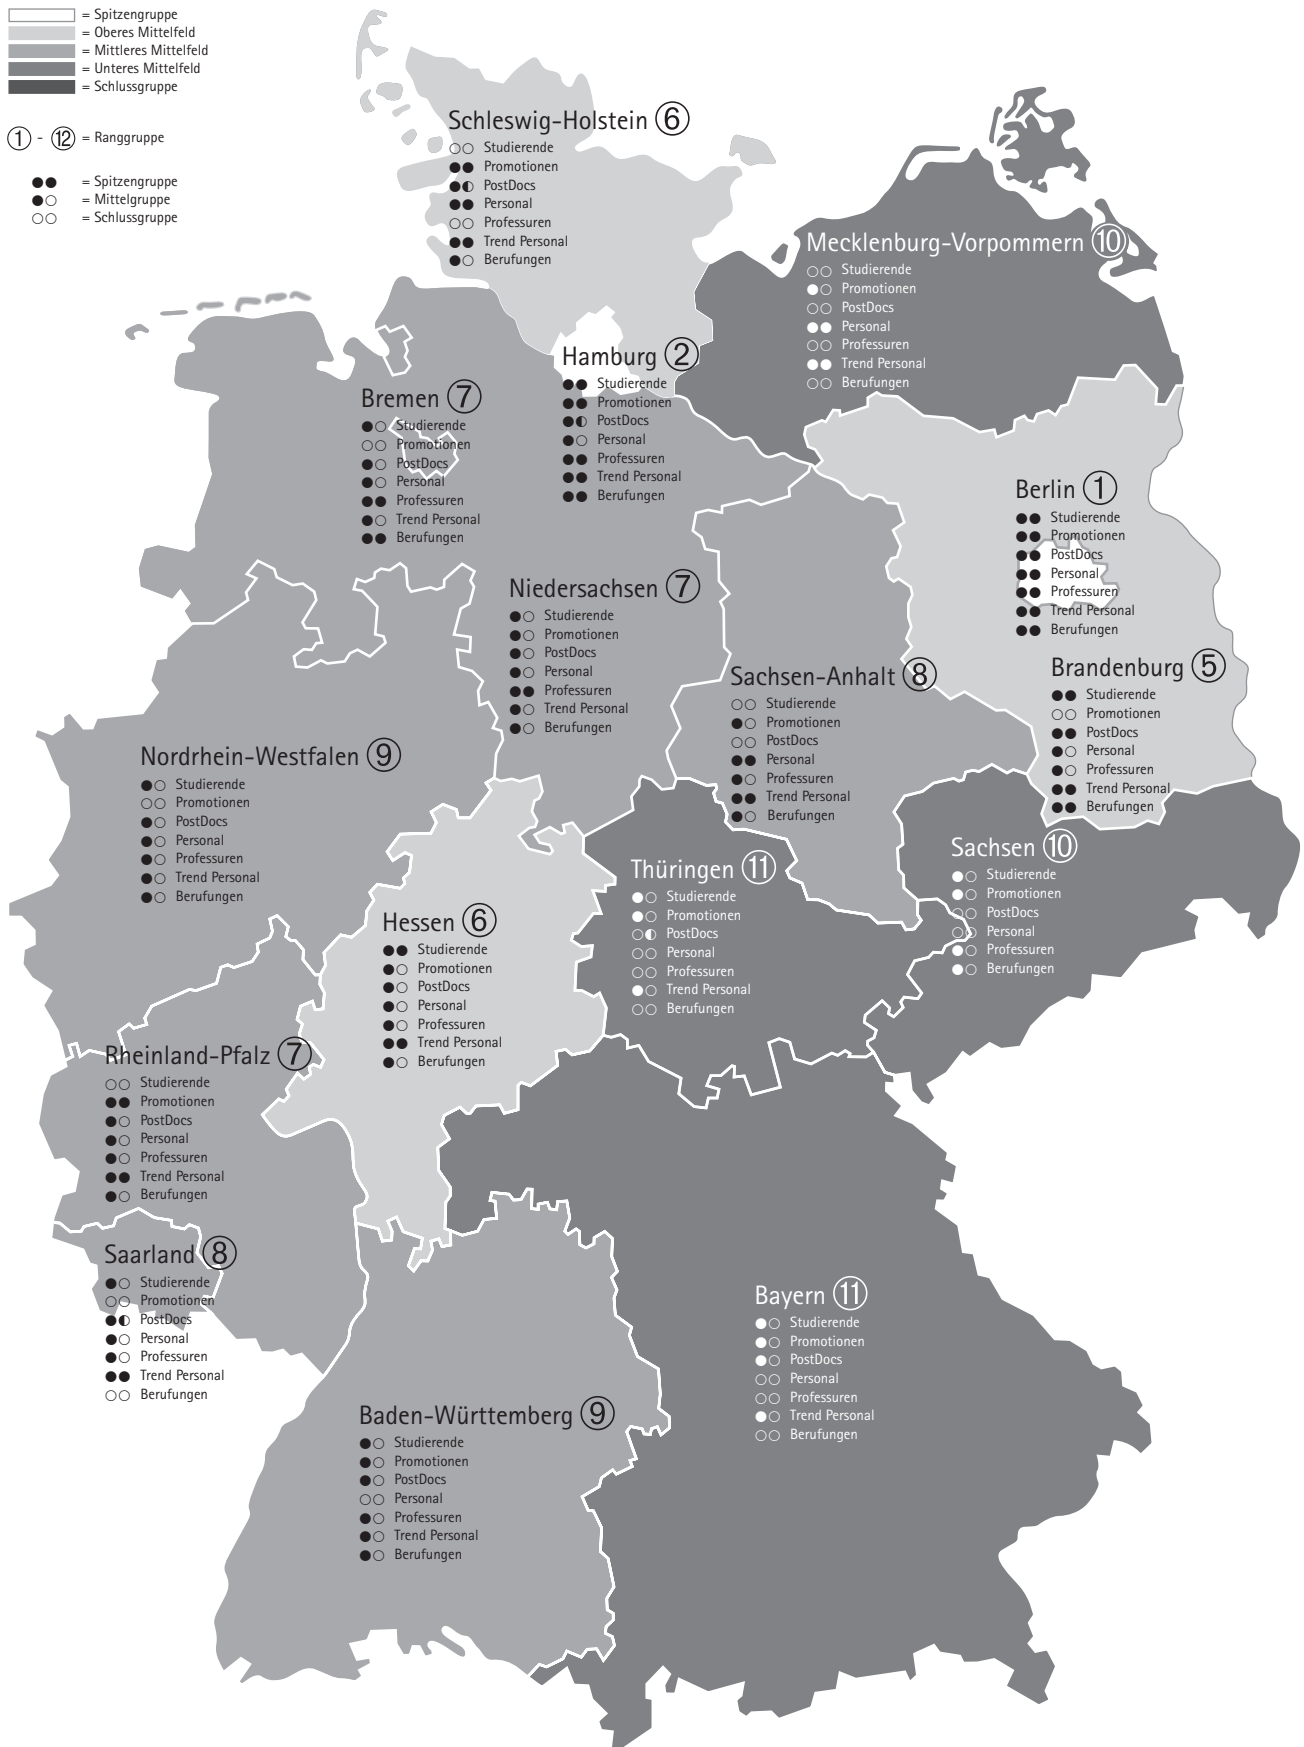 = Spitzengruppe
= Oberes Mittelfeld
= Mittleres Mittelfeld
= Unteres Mittelfeld
= Schlussgruppe
① - ⑫ = Ranggruppe
●● = Spitzengruppe
●○ = Mittelgruppe
○○ = Schlussgruppe
Schleswig-Holstein ⑥
○○ Studierende
●● Promotionen
●◐ PostDocs
●● Personal
○○ Professuren
●● Trend Personal
●○ Berufungen
Mecklenburg-Vorpommern ⑩
○○ Studierende
●○ Promotionen
○○ PostDocs
●● Personal
○○ Professuren
●● Trend Personal
○○ Berufungen
Hamburg ②
●● Studierende
●● Promotionen
●◐ PostDocs
●○ Personal
●● Professuren
●● Trend Personal
●● Berufungen
Bremen ⑦
●○ Studierende
○○ Promotionen
●○ PostDocs
●○ Personal
●● Professuren
●○ Trend Personal
●● Berufungen
Berlin ①
●● Studierende
●● Promotionen
●● PostDocs
●● Personal
●● Professuren
●● Trend Personal
●● Berufungen
Niedersachsen ⑦
●○ Studierende
●○ Promotionen
●○ PostDocs
●○ Personal
●● Professuren
●○ Trend Personal
●○ Berufungen
Sachsen-Anhalt ⑧
○○ Studierende
●○ Promotionen
○○ PostDocs
●● Personal
●○ Professuren
●● Trend Personal
●○ Berufungen
Brandenburg ⑤
●● Studierende
○○ Promotionen
●● PostDocs
●○ Personal
●○ Professuren
●● Trend Personal
●● Berufungen
Nordrhein-Westfalen ⑨
●○ Studierende
○○ Promotionen
●○ PostDocs
●○ Personal
●○ Professuren
●○ Trend Personal
●○ Berufungen
Sachsen ⑩
●○ Studierende
●○ Promotionen
○○ PostDocs
○○ Personal
●○ Professuren
●○ Berufungen
Thüringen ⑪
●○ Studierende
●○ Promotionen
○◐ PostDocs
○○ Personal
○○ Professuren
●○ Trend Personal
○○ Berufungen
Hessen ⑥
●● Studierende
●○ Promotionen
●○ PostDocs
●○ Personal
●○ Professuren
●● Trend Personal
●○ Berufungen
Rheinland-Pfalz ⑦
○○ Studierende
●● Promotionen
●○ PostDocs
●○ Personal
●○ Professuren
●● Trend Personal
●○ Berufungen
Saarland ⑧
●○ Studierende
○○ Promotionen
●◐ PostDocs
●○ Personal
●○ Professuren
●● Trend Personal
○○ Berufungen
Bayern ⑪
●○ Studierende
●○ Promotionen
●○ PostDocs
○○ Personal
○○ Professuren
●○ Trend Personal
○○ Berufungen
Baden-Württemberg ⑨
●○ Studierende
●○ Promotionen
●○ PostDocs
○○ Personal
●○ Professuren
●○ Trend Personal
●○ Berufungen